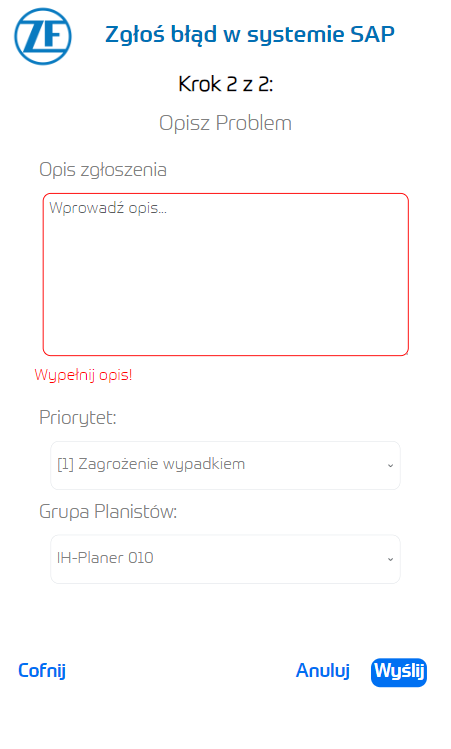 ZF
Zgłoś błąd w systemie SAP
Krok 2 z 2:
Opisz Problem
Opis zgłoszenia
Wprowadź opis...
Wypełnij opis!
Priorytet:
[1] Zagrożenie wypadkiem
Grupa Planistów:
IH-Planer 010
Cofnij Anuluj Wyślij